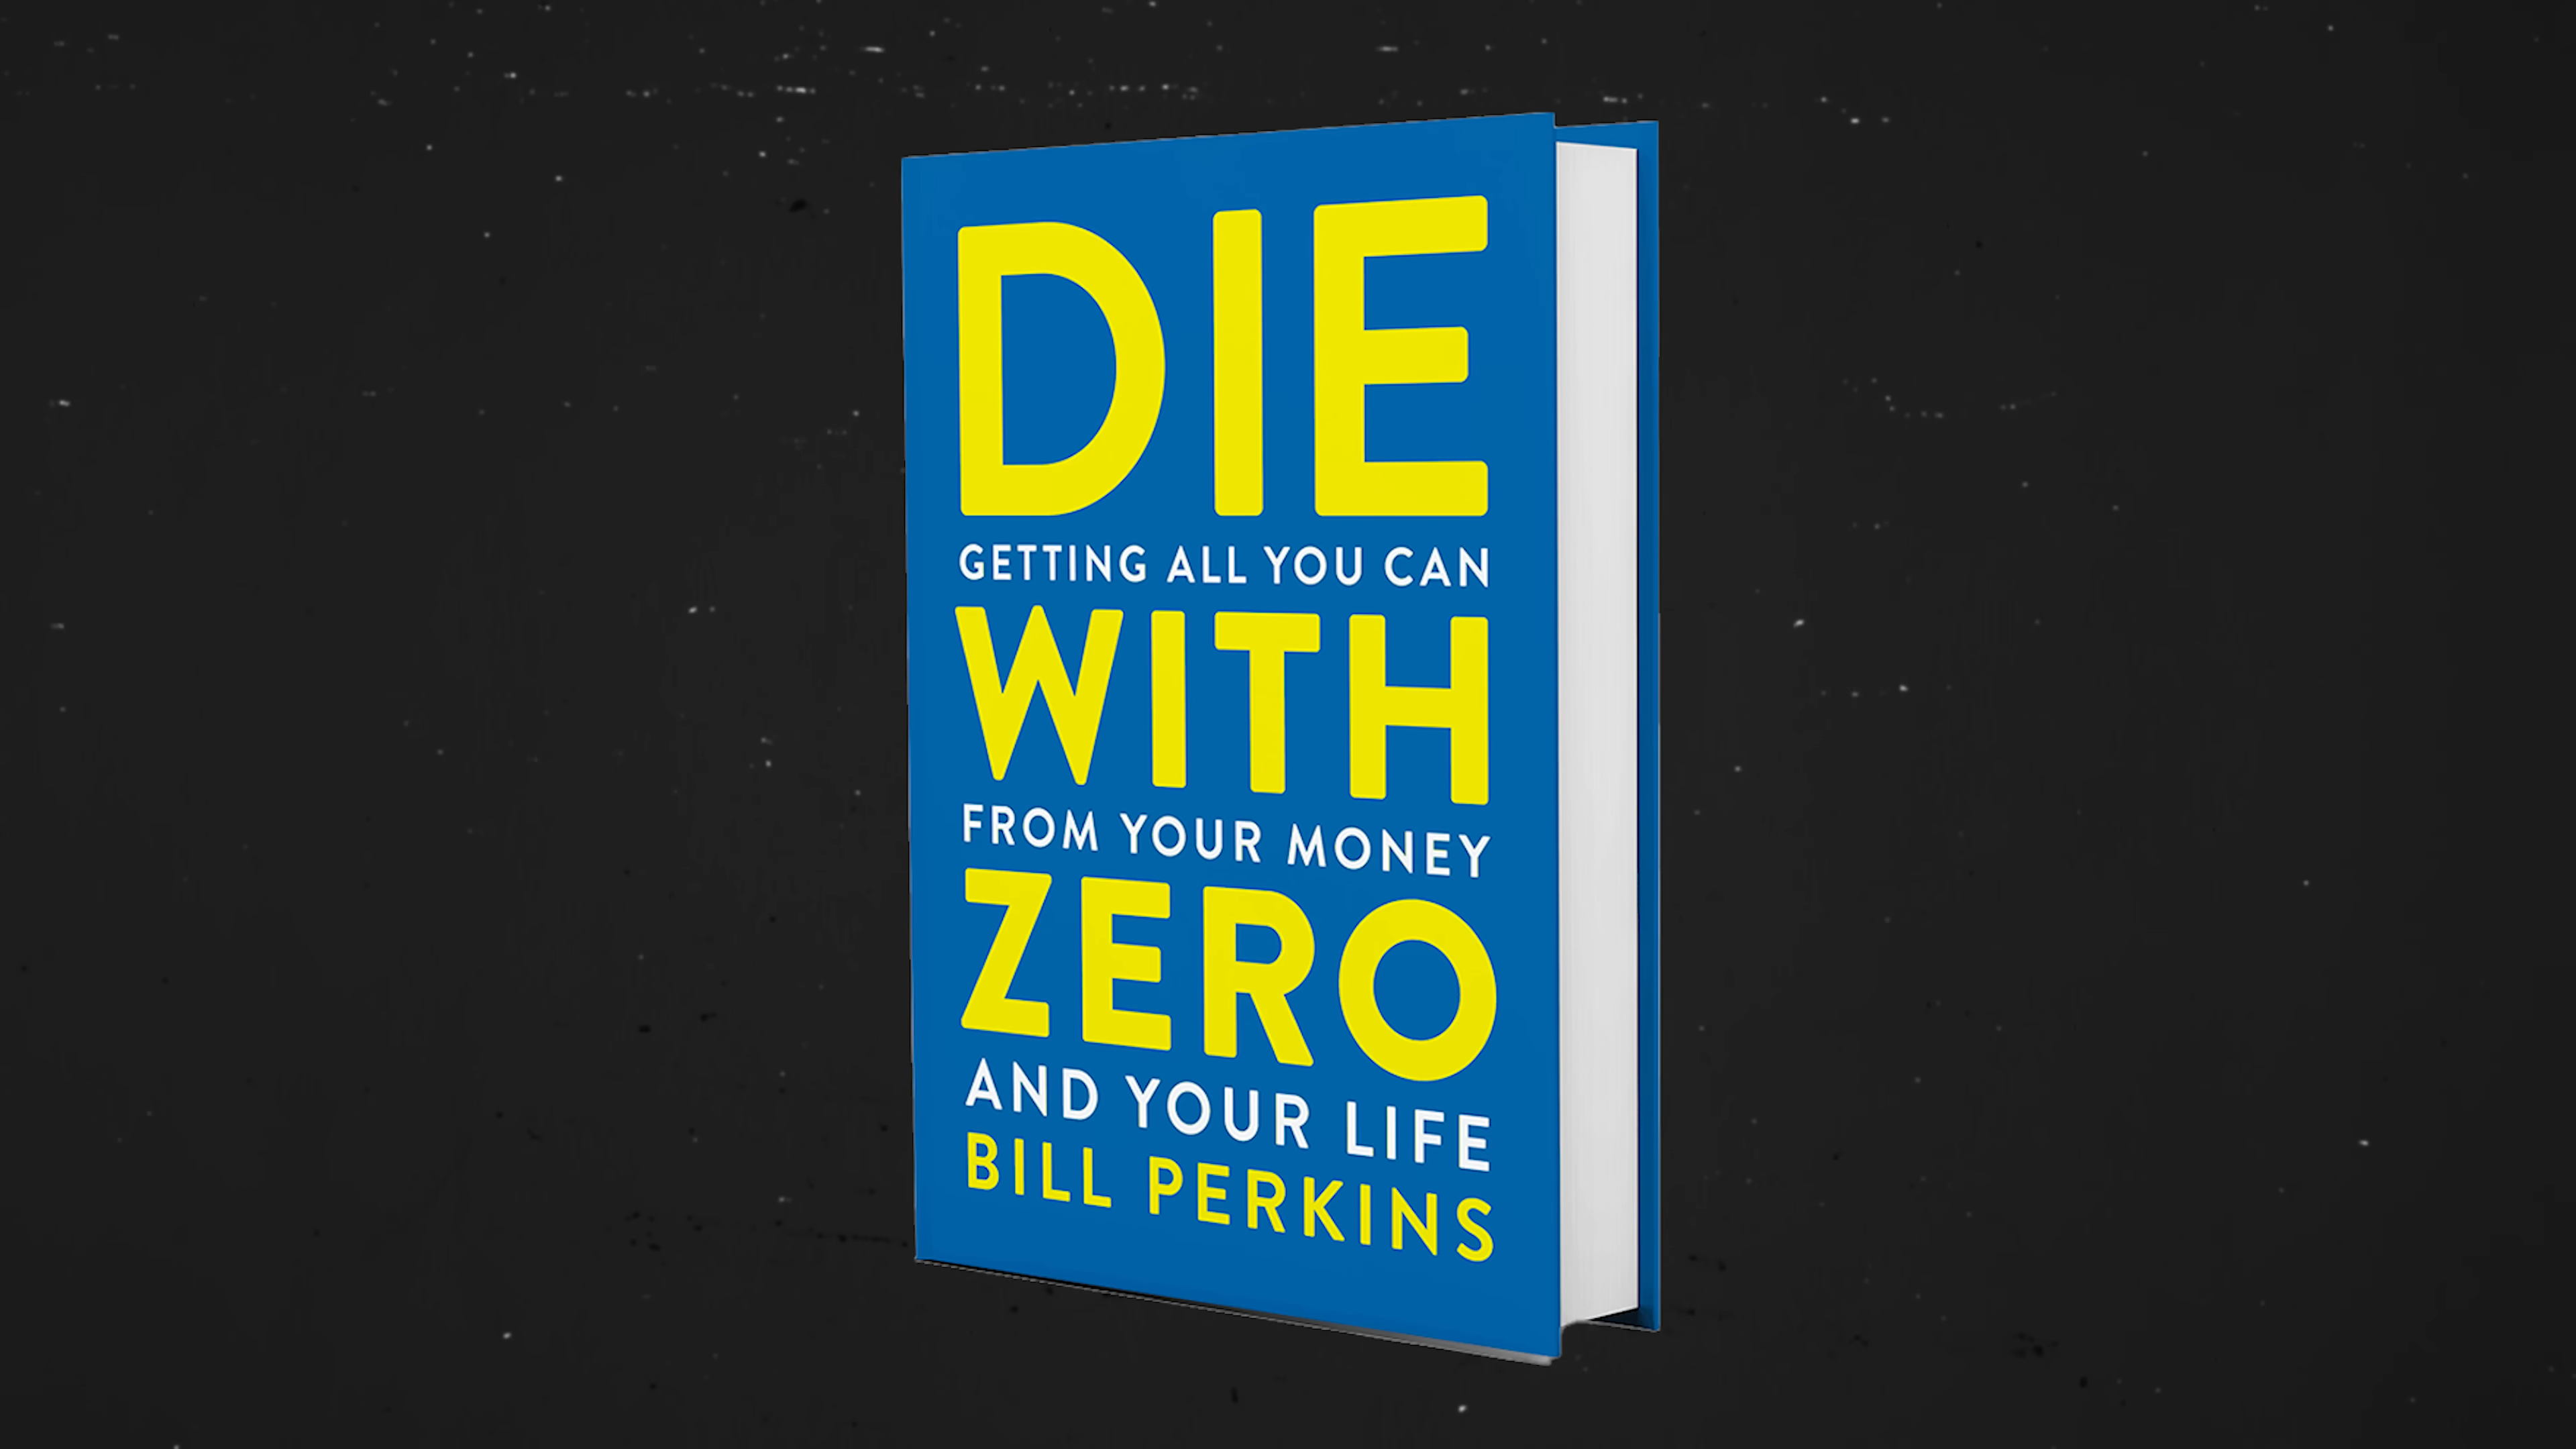 DIE
GETTING ALL YOU CAN
WITH
FROM YOUR MONEY
ZERO
AND YOUR LIFE
BILL PERKINS